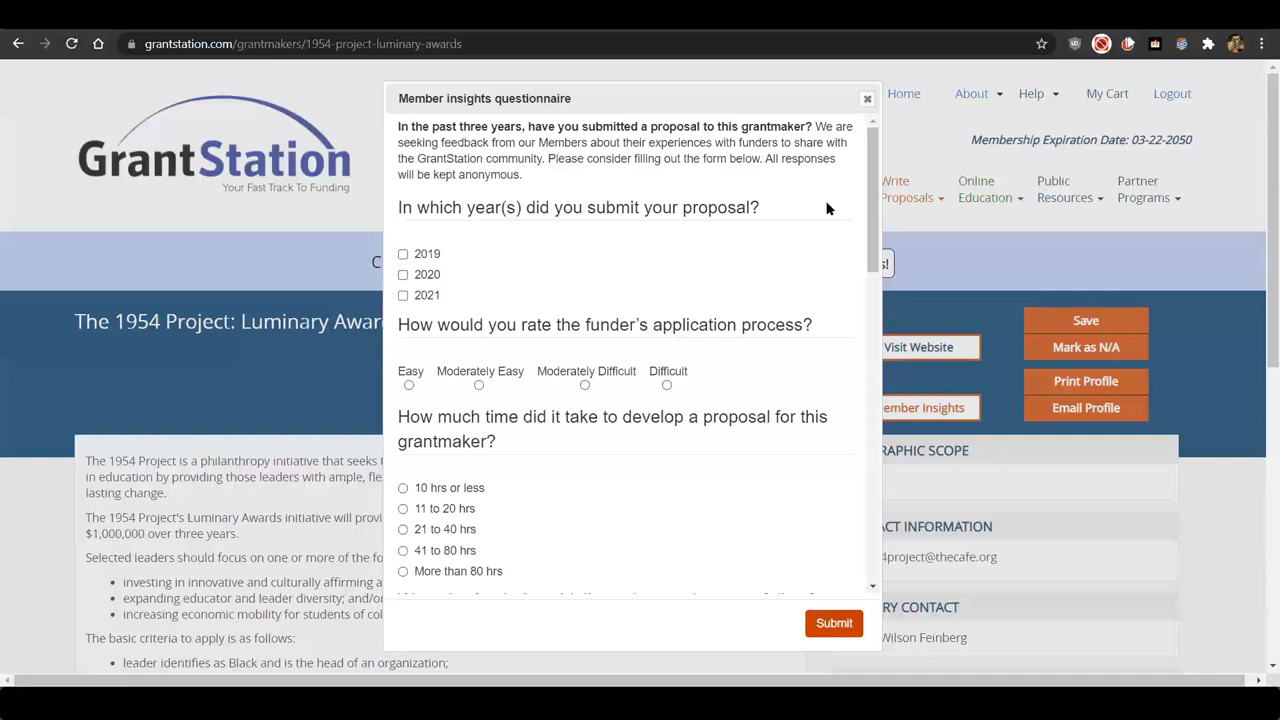 grantstation.com/grantmakers/1954-project-luminary-awards
GrantStation
Your Fast Track To Funding
Home
About
Help
My Cart
Logout
Membership Expiration Date: 03-22-2050
Write
Proposals
Online
Education
Public
Resources
Partner
Programs
The 1954 Project: Luminary Awar
Visit Website
ember Insights
Save
Mark as N/A
Print Profile
Email Profile
Member insights questionnaire
In the past three years, have you submitted a proposal to this grantmaker? We are
seeking feedback from our Members about their experiences with funders to share with
the GrantStation community. Please consider filling out the form below. All responses
will be kept anonymous.
In which year(s) did you submit your proposal?
2019
2020
2021
How would you rate the funder's application process?
Easy Moderately Easy Moderately Difficult Difficult
How much time did it take to develop a proposal for this
grantmaker?
10 hrs or less
11 to 20 hrs
21 to 40 hrs
41 to 80 hrs
More than 80 hrs
Submit
The 1954 Project is a philanthropy initiative that seeks
in education by providing those leaders with ample,
lasting change.
The 1954 Project's Luminary Awards initiative will
$1,000,000 over three years.
Selected leaders should focus on one or more of the
investing in innovative and culturally affirming
expanding educator and leader diversity; and/or
increasing economic mobility for students of
The basic criteria to apply is as follows:
leader identifies as Black and is the head of an organization;
RAPHIC SCOPE
ACT INFORMATION
4project@thecafe.org
RY CONTACT
Wilson Feinberg